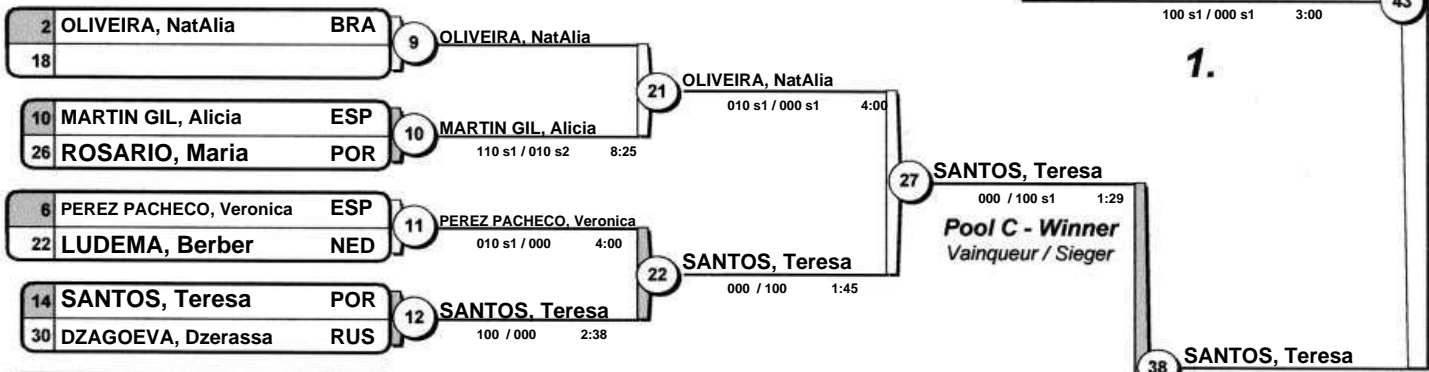 43
100 s1 / 000 s1 3:00
1.
2 OLIVEIRA, NatAlia BRA
18
9 OLIVEIRA, NatAlia
21 OLIVEIRA, NatAlia
010 s1 / 000 s1 4:00
10 MARTIN GIL, Alicia ESP
26 ROSARIO, Maria POR
10 MARTIN GIL, Alicia
110 s1 / 010 s2 8:25
27 SANTOS, Teresa
000 / 100 s1 1:29
Pool C - Winner
Vainqueur / Sieger
6 PEREZ PACHECO, Veronica ESP
22 LUDEMA, Berber NED
11 PEREZ PACHECO, Veronica
010 s1 / 000 4:00
22 SANTOS, Teresa
000 / 100 1:45
14 SANTOS, Teresa POR
30 DZAGOEVA, Dzerassa RUS
12 SANTOS, Teresa
100 / 000 2:38
38 SANTOS, Teresa